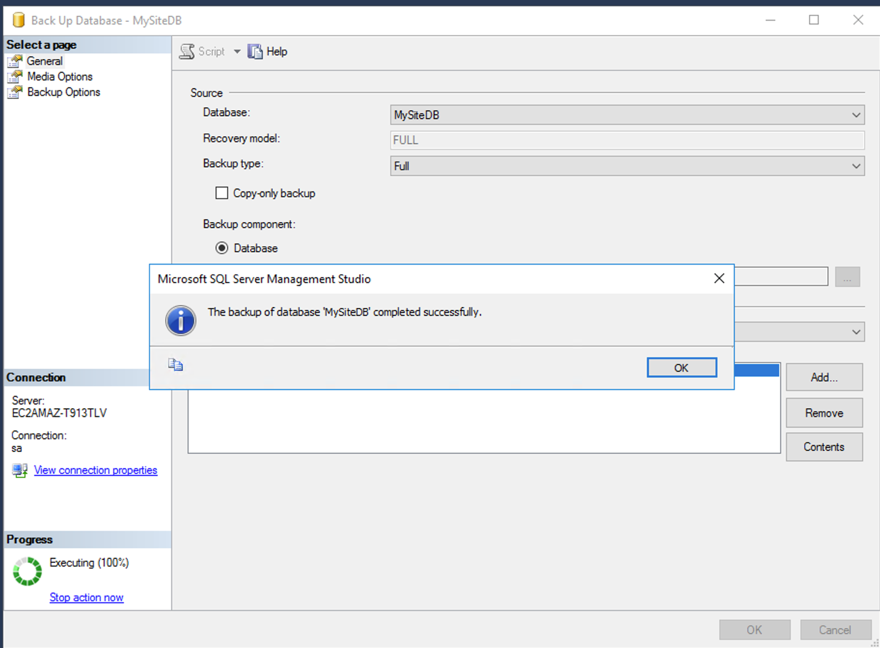 Back Up Database - MySiteDB
Select a page
General
Media Options
Backup Options
Script
Help
Source
Database:
MySiteDB
Recovery model:
FULL
Backup type:
Full
Copy-only backup
Backup component:
Database
Microsoft SQL Server Management Studio
The backup of database 'MySiteDB' completed successfully.
OK
...
Add...
Remove
Contents
Connection
Server:
EC2AMAZ-T913TLV
Connection:
sa
View connection properties
Progress
Executing (100%)
Stop action now
OK
Cancel